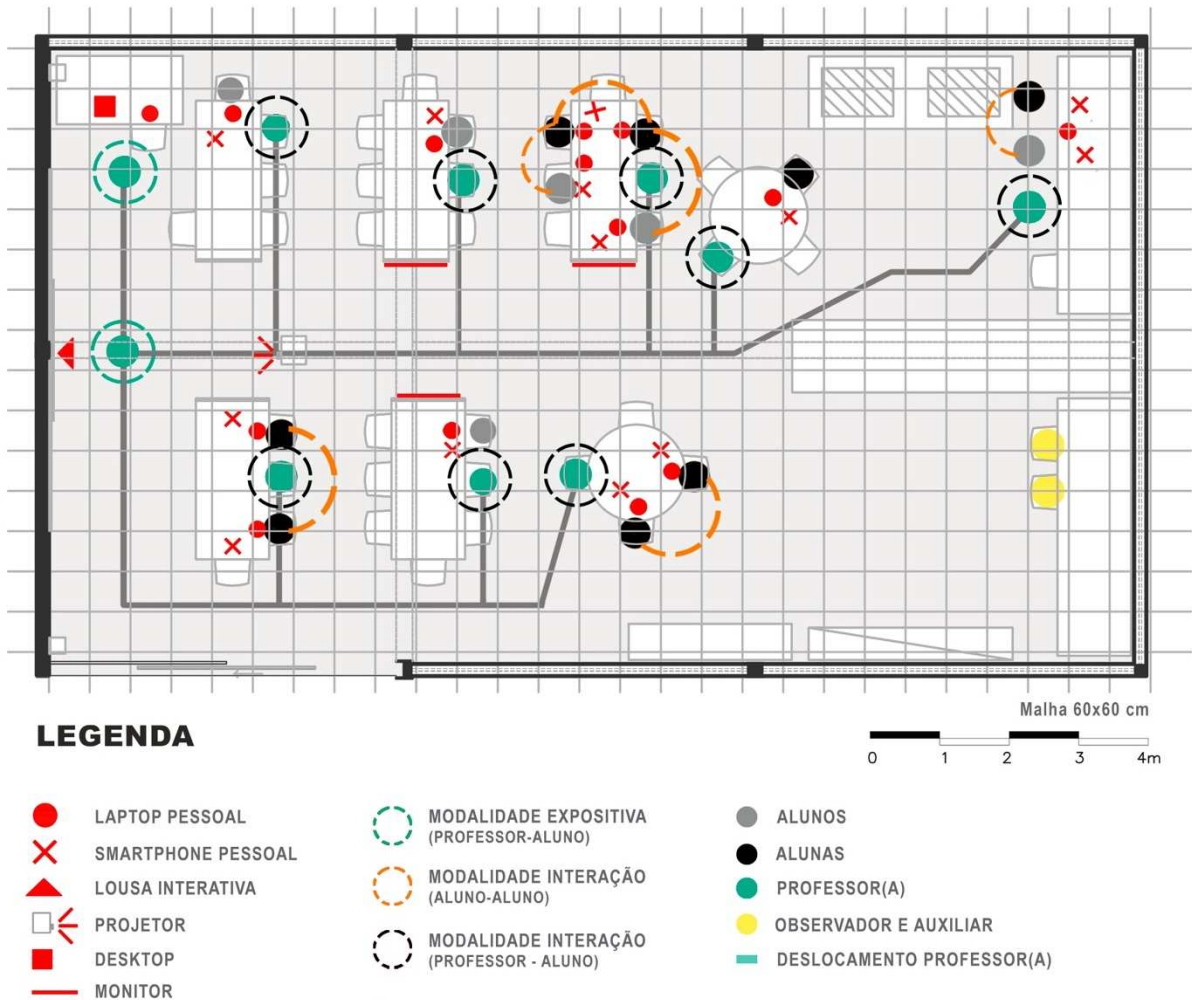 Malha 60x60 cm
0 1 2 3 4m
LEGENDA
LAPTOP PESSOAL
SMARTPHONE PESSOAL
LOUSA INTERATIVA
PROJETOR
DESKTOP
MONITOR
MODALIDADE EXPOSITIVA
(PROFESSOR-ALUNO)
MODALIDADE INTERAÇÃO
(ALUNO-ALUNO)
MODALIDADE INTERAÇÃO
(PROFESSOR - ALUNO)
ALUNOS
ALUNAS
PROFESSOR(A)
OBSERVADOR E AUXILIAR
DESLOCAMENTO PROFESSOR(A)